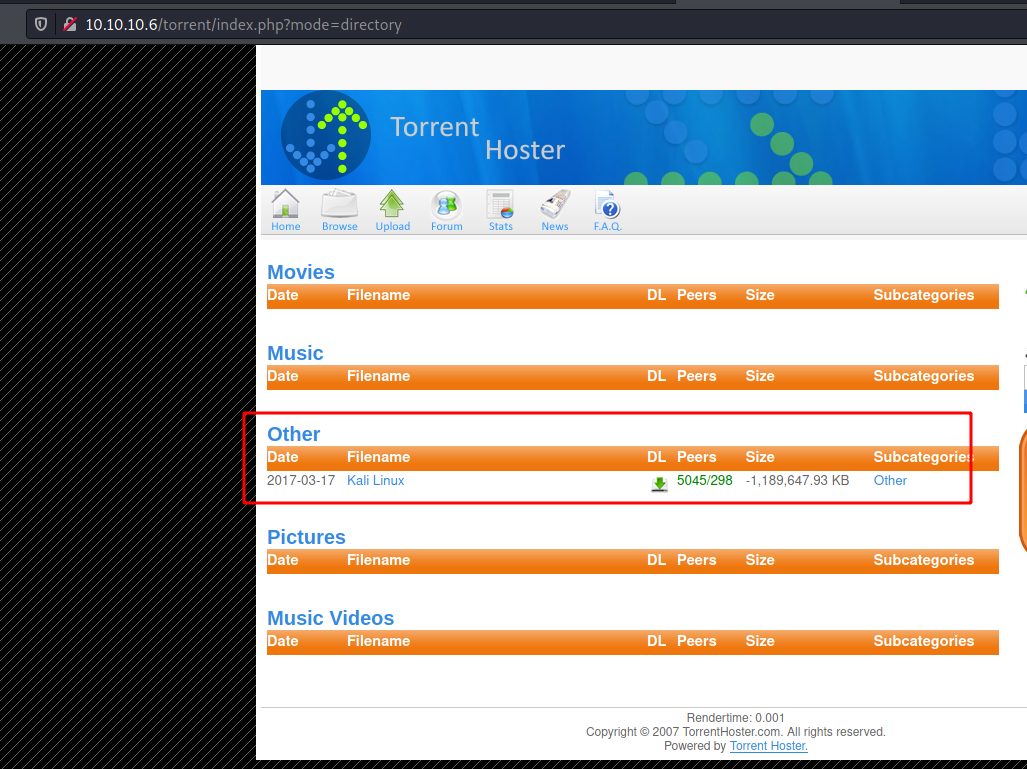 10.10.10.6/torrent/index.php?mode=directory
Torrent
Hoster
Home Browse Upload Forum Stats News F.A.Q.
Movies
Date Filename DL Peers Size Subcategories
Music
Date Filename DL Peers Size Subcategories
Other
Date Filename DL Peers Size Subcategories
2017-03-17 Kali Linux 5045/298 -1,189,647.93 KB Other
Pictures
Date Filename DL Peers Size Subcategories
Music Videos
Date Filename DL Peers Size Subcategories
Rendertime: 0.001
Copyright © 2007 TorrentHoster.com. All rights reserved.
Powered by Torrent Hoster.